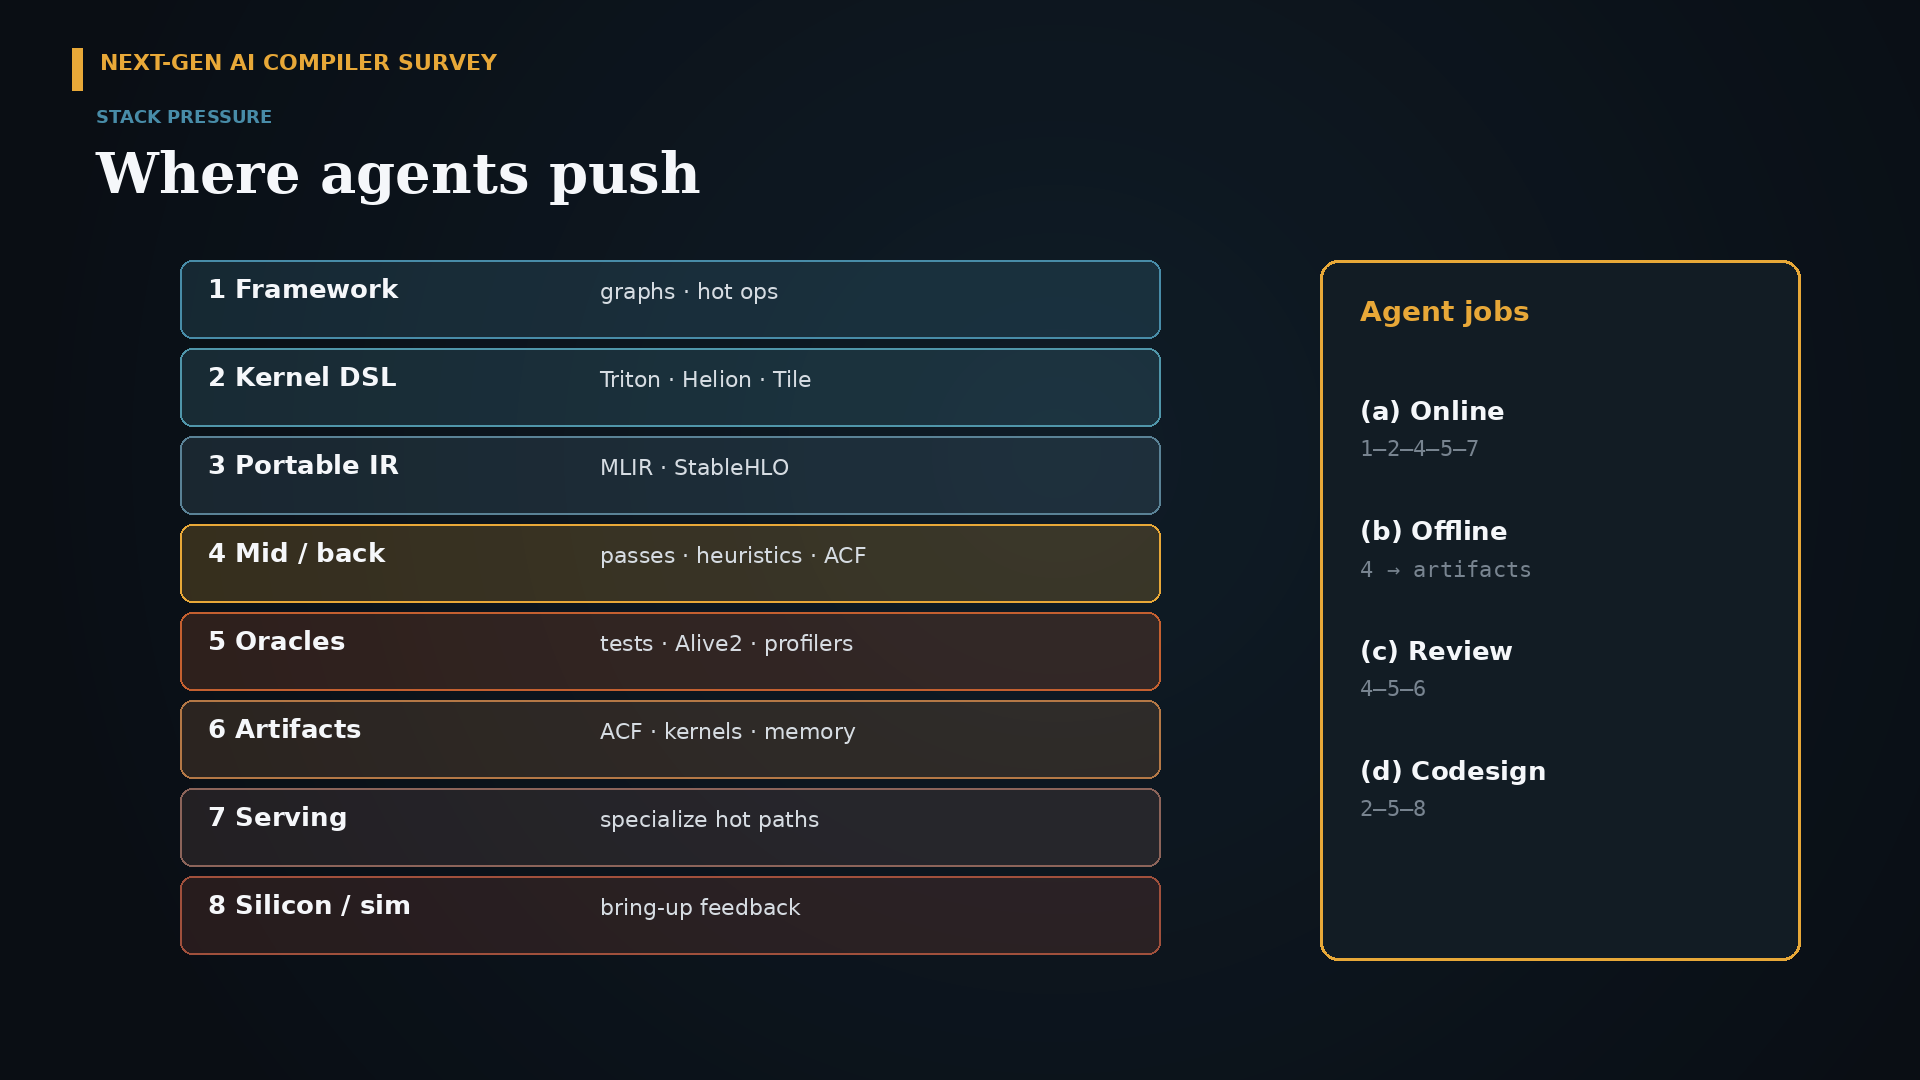 NEXT-GEN AI COMPILER SURVEY
STACK PRESSURE
Where agents push
1 Framework graphs · hot ops
2 Kernel DSL Triton · Helion · Tile
3 Portable IR MLIR · StableHLO
4 Mid / back passes · heuristics · ACF
5 Oracles tests · Alive2 · profilers
6 Artifacts ACF · kernels · memory
7 Serving specialize hot paths
8 Silicon / sim bring-up feedback
Agent jobs
(a) Online
1—2—4—5—7
(b) Offline
4 → artifacts
(c) Review
4—5—6
(d) Codesign
2—5—8